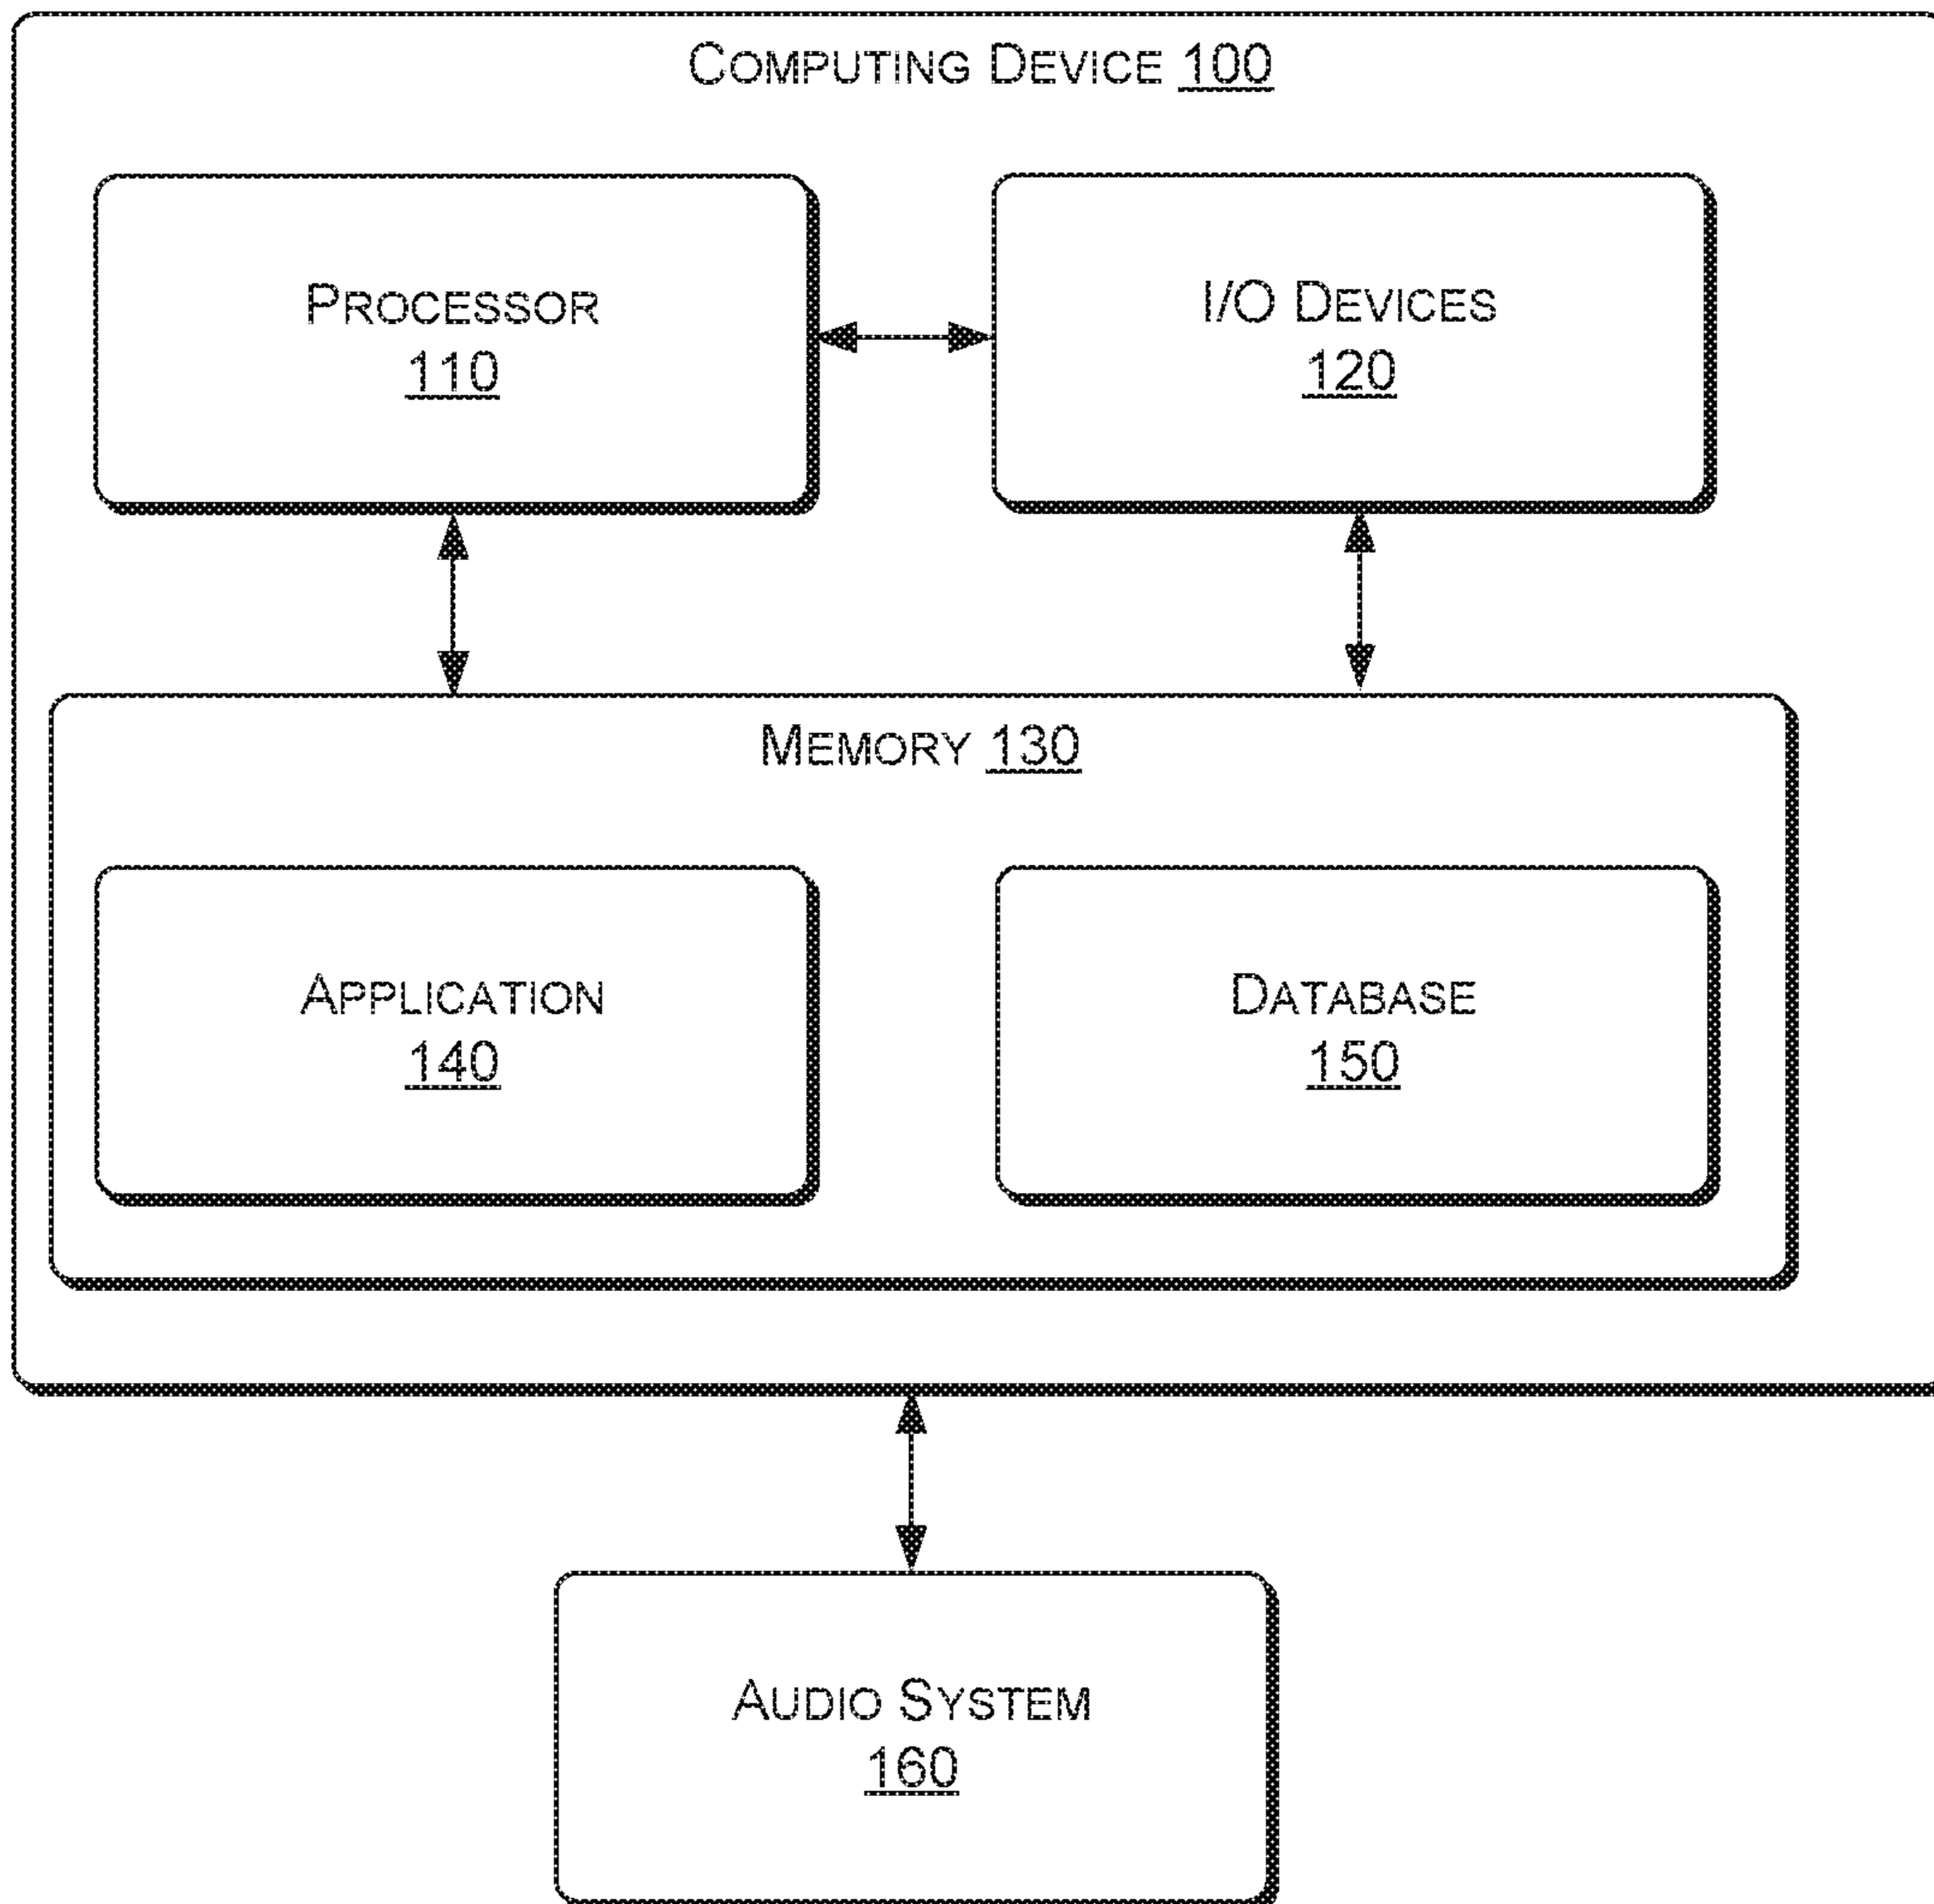 COMPUTING DEVICE 100
PROCESSOR
110
I/O DEVICES
120
MEMORY 130
APPLICATION
140
DATABASE
150
AUDIO SYSTEM
160